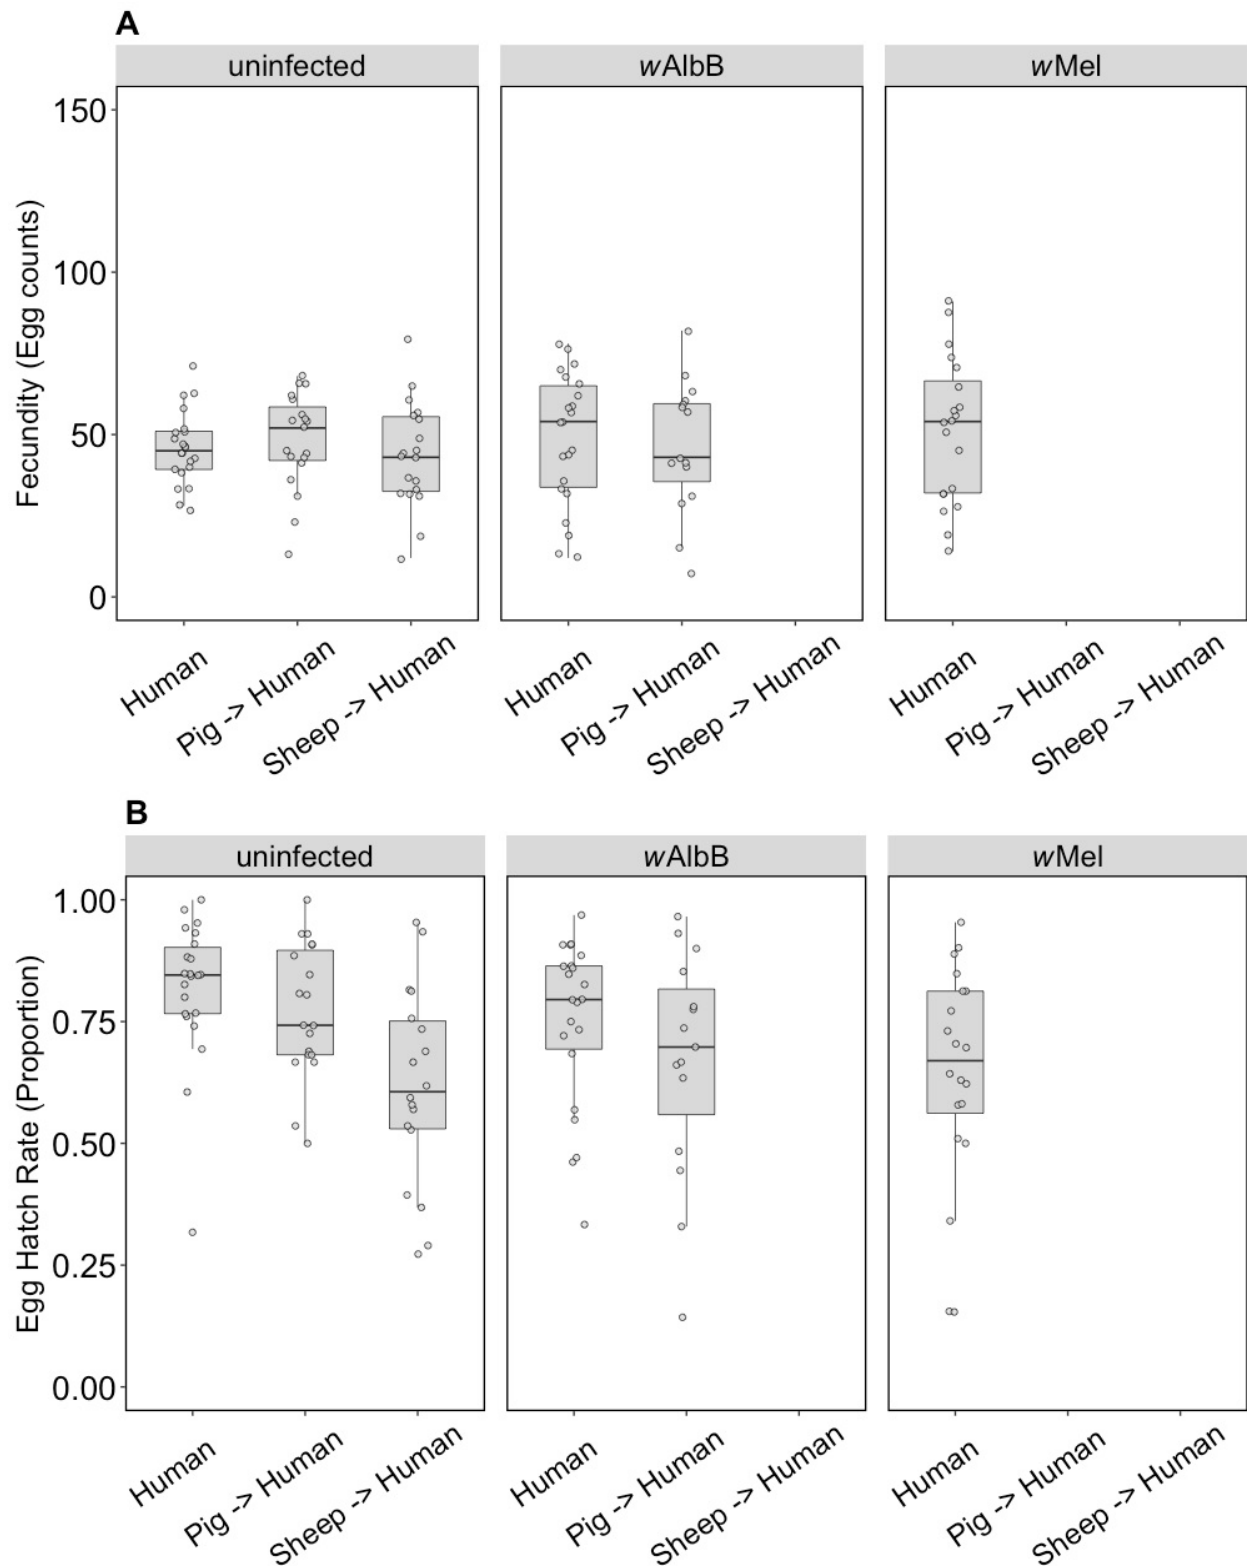 A
uninfected
wAlbB
wMel
Fecundity (Egg counts)
150
100
50
0
Human
Pig -> Human
Sheep -> Human
Human
Pig -> Human
Sheep -> Human
Human
Pig -> Human
Sheep -> Human
B
uninfected
wAlbB
wMel
Egg Hatch Rate (Proportion)
1.00
0.75
0.50
0.25
0.00
Human
Pig -> Human
Sheep -> Human
Human
Pig -> Human
Sheep -> Human
Human
Pig -> Human
Sheep -> Human